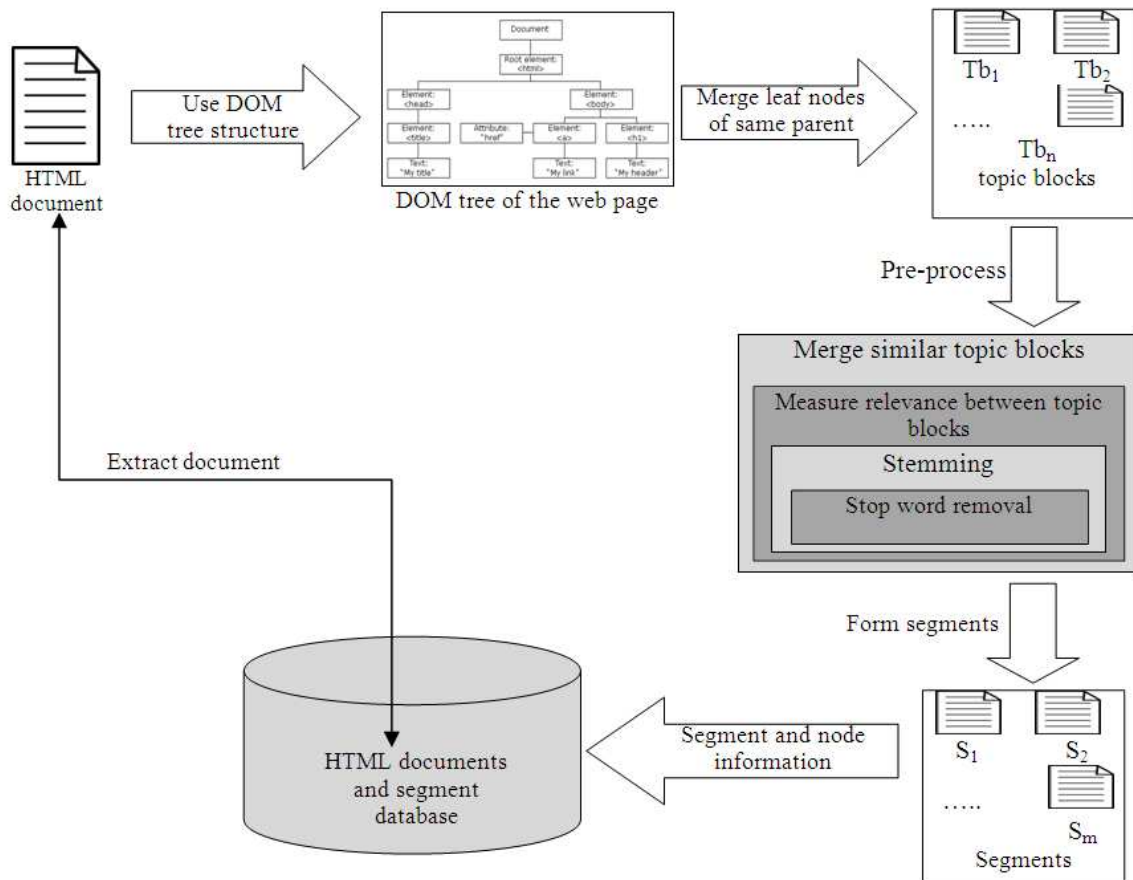 HTML
document
Use DOM
tree structure
Document
Root element:
<html>
Element:
<head>
Element:
<body>
Element:
<title>
Attribute:
"href"
Element:
<a>
Element:
<h1>
Text:
"My title"
Text:
"My link"
Text:
"My header"
DOM tree of the web page
Merge leaf nodes
of same parent
Tb1
Tb2
.....
Tbn
topic blocks
Pre-process
Merge similar topic blocks
Measure relevance between topic
blocks
Stemming
Stop word removal
Form segments
S1
S2
.....
Sm
Segments
Segment and node
information
HTML documents
and segment
database
Extract document